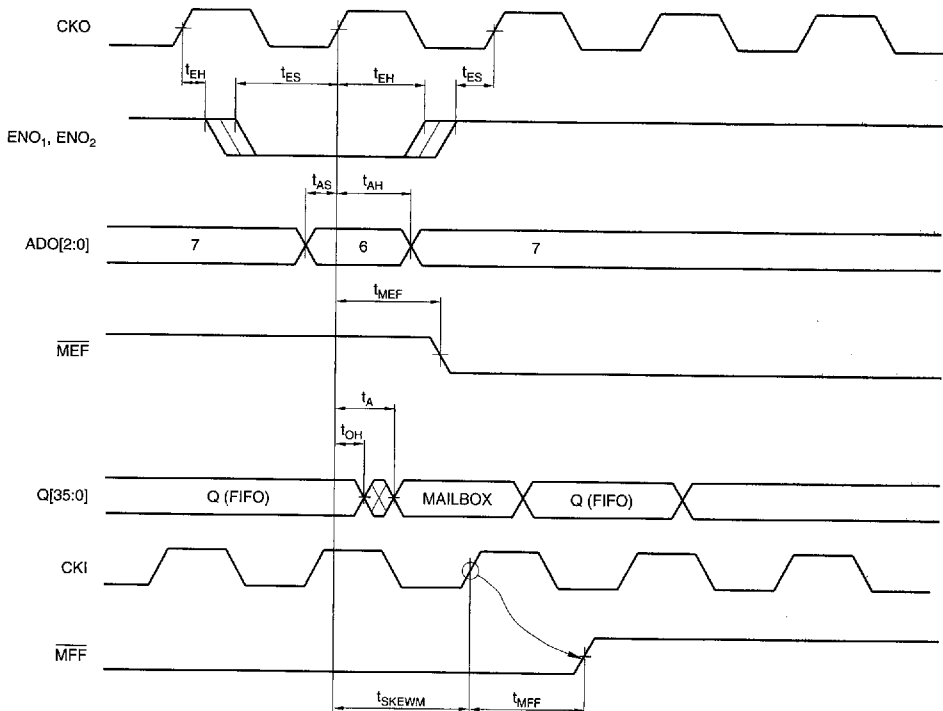 CKO
tEH
tES
tEH
tES
ENO1, ENO2
tAS
tAH
ADO[2:0]
7
6
7
tMEF
MEF
tA
tOH
Q[35:0]
Q (FIFO)
MAILBOX
Q (FIFO)
CKI
MFF
tSKEWM
tMFF